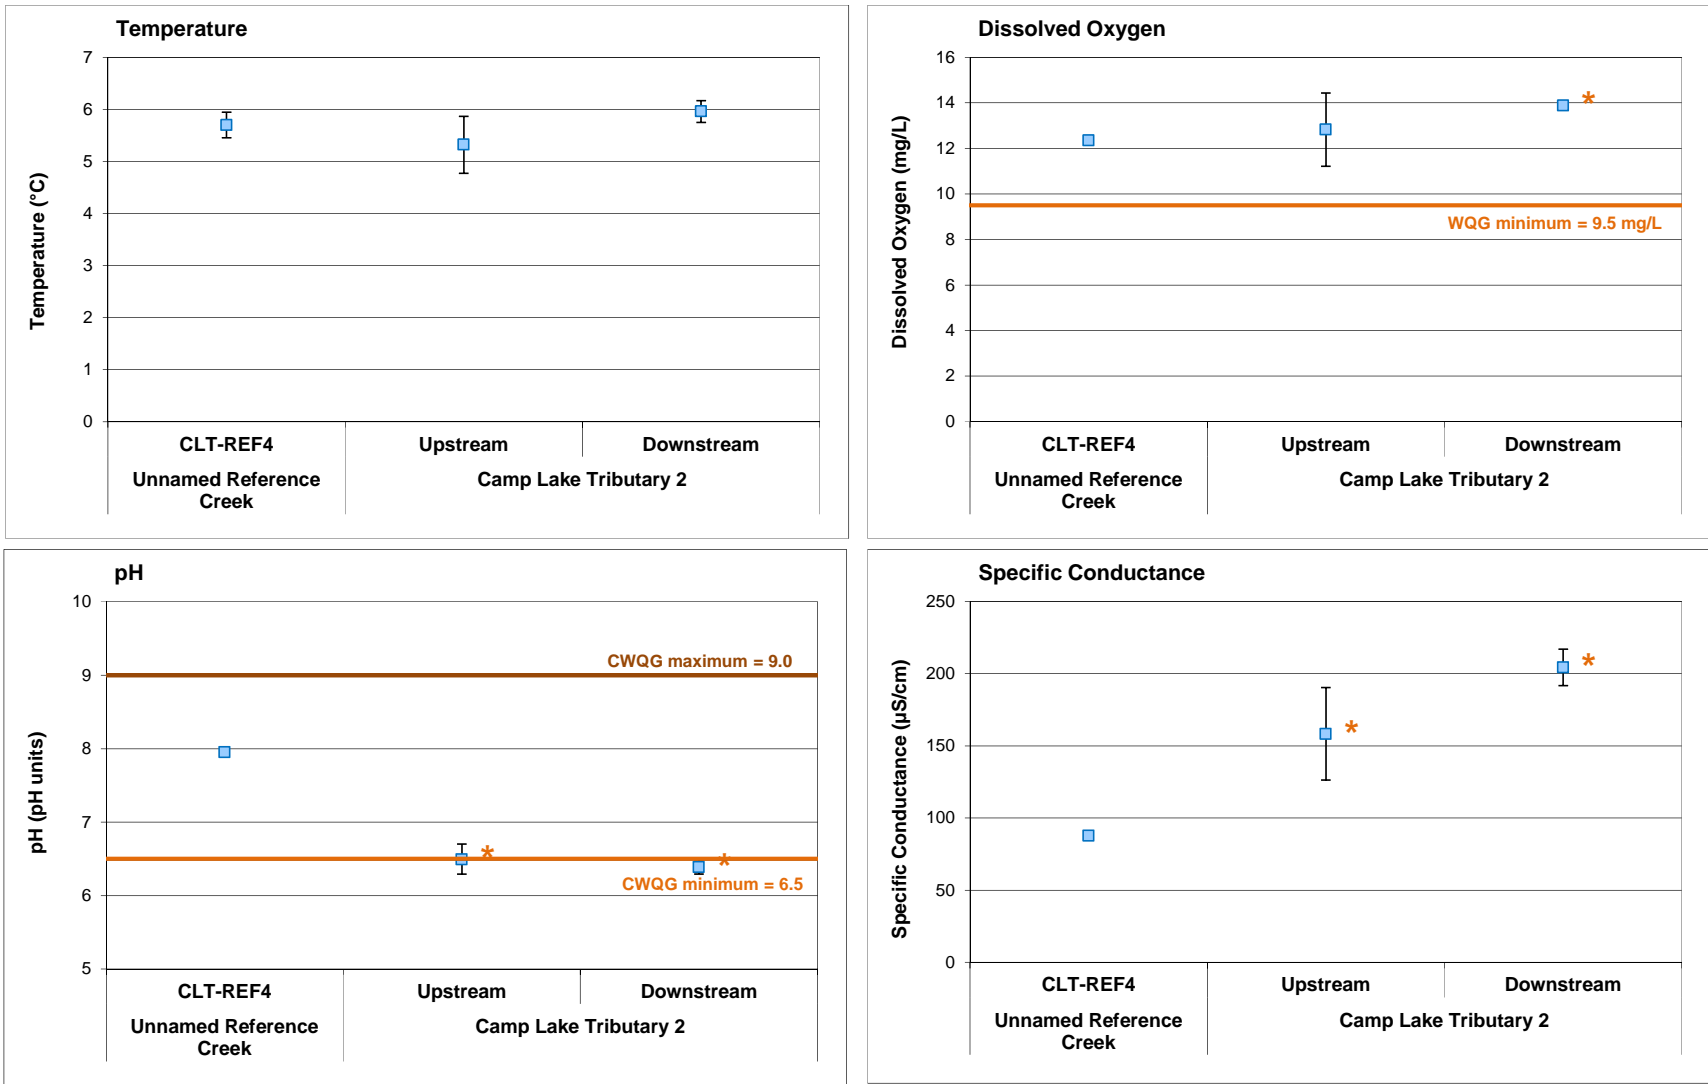 Temperature
Temperature (°C)
7
6
5
4
3
2
1
0
CLT-REF4
Upstream
Downstream
Unnamed Reference
Creek
Camp Lake Tributary 2
Dissolved Oxygen
Dissolved Oxygen (mg/L)
16
14
12
10
8
6
4
2
0
*
WQG minimum = 9.5 mg/L
CLT-REF4
Upstream
Downstream
Unnamed Reference
Creek
Camp Lake Tributary 2
pH
pH (pH units)
10
9
8
7
6
5
CWQG maximum = 9.0
*
*
CWQG minimum = 6.5
CLT-REF4
Upstream
Downstream
Unnamed Reference
Creek
Camp Lake Tributary 2
Specific Conductance
Specific Conductance (µS/cm)
250
200
150
100
50
0
*
*
CLT-REF4
Upstream
Downstream
Unnamed Reference
Creek
Camp Lake Tributary 2